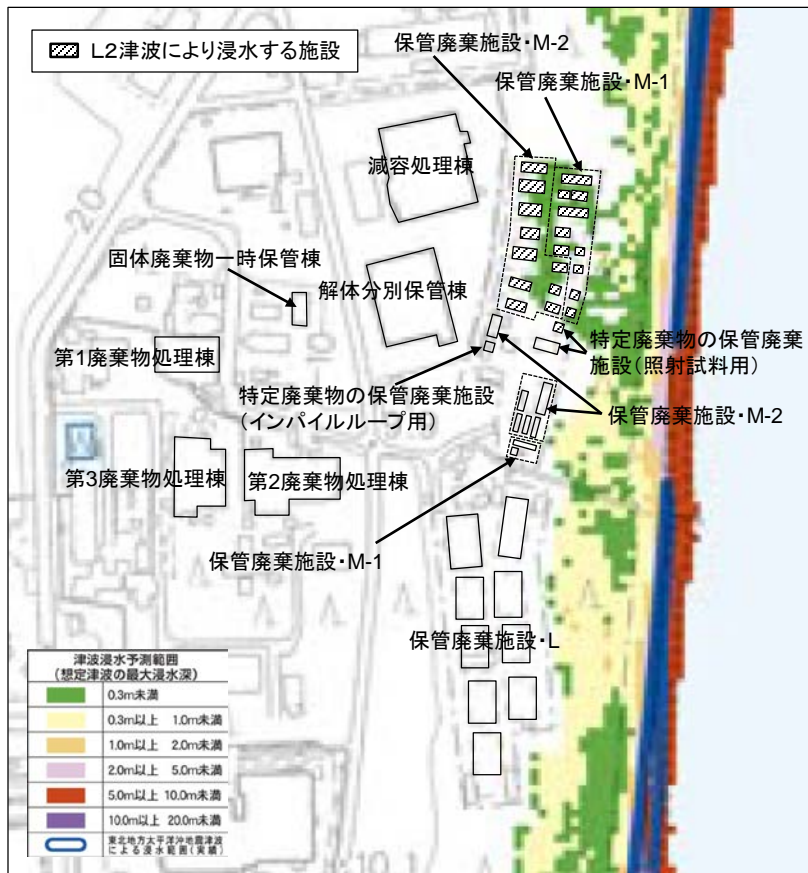 L2津波により浸水する施設
保管廃棄施設・M-2
保管廃棄施設・M-1
減容処理棟
20
固体廃棄物一時保管棟
解体分別保管棟
第1廃棄物処理棟
特定廃棄物の保管廃棄
施設(照射試料用)
特定廃棄物の保管廃棄施設
(インパイルループ用)
保管廃棄施設・M-2
第3廃棄物処理棟
第2廃棄物処理棟
保管廃棄施設・M-1
保管廃棄施設・L
津波浸水予測範囲
(想定津波の最大浸水深)
0.3m未満
0.3m以上 1.0m未満
1.0m以上 2.0m未満
2.0m以上 5.0m未満
5.0m以上 10.0m未満
10.0m以上 20.0m未満
東北地方太平洋沖地震津波
による浸水範囲(実績)
10.1